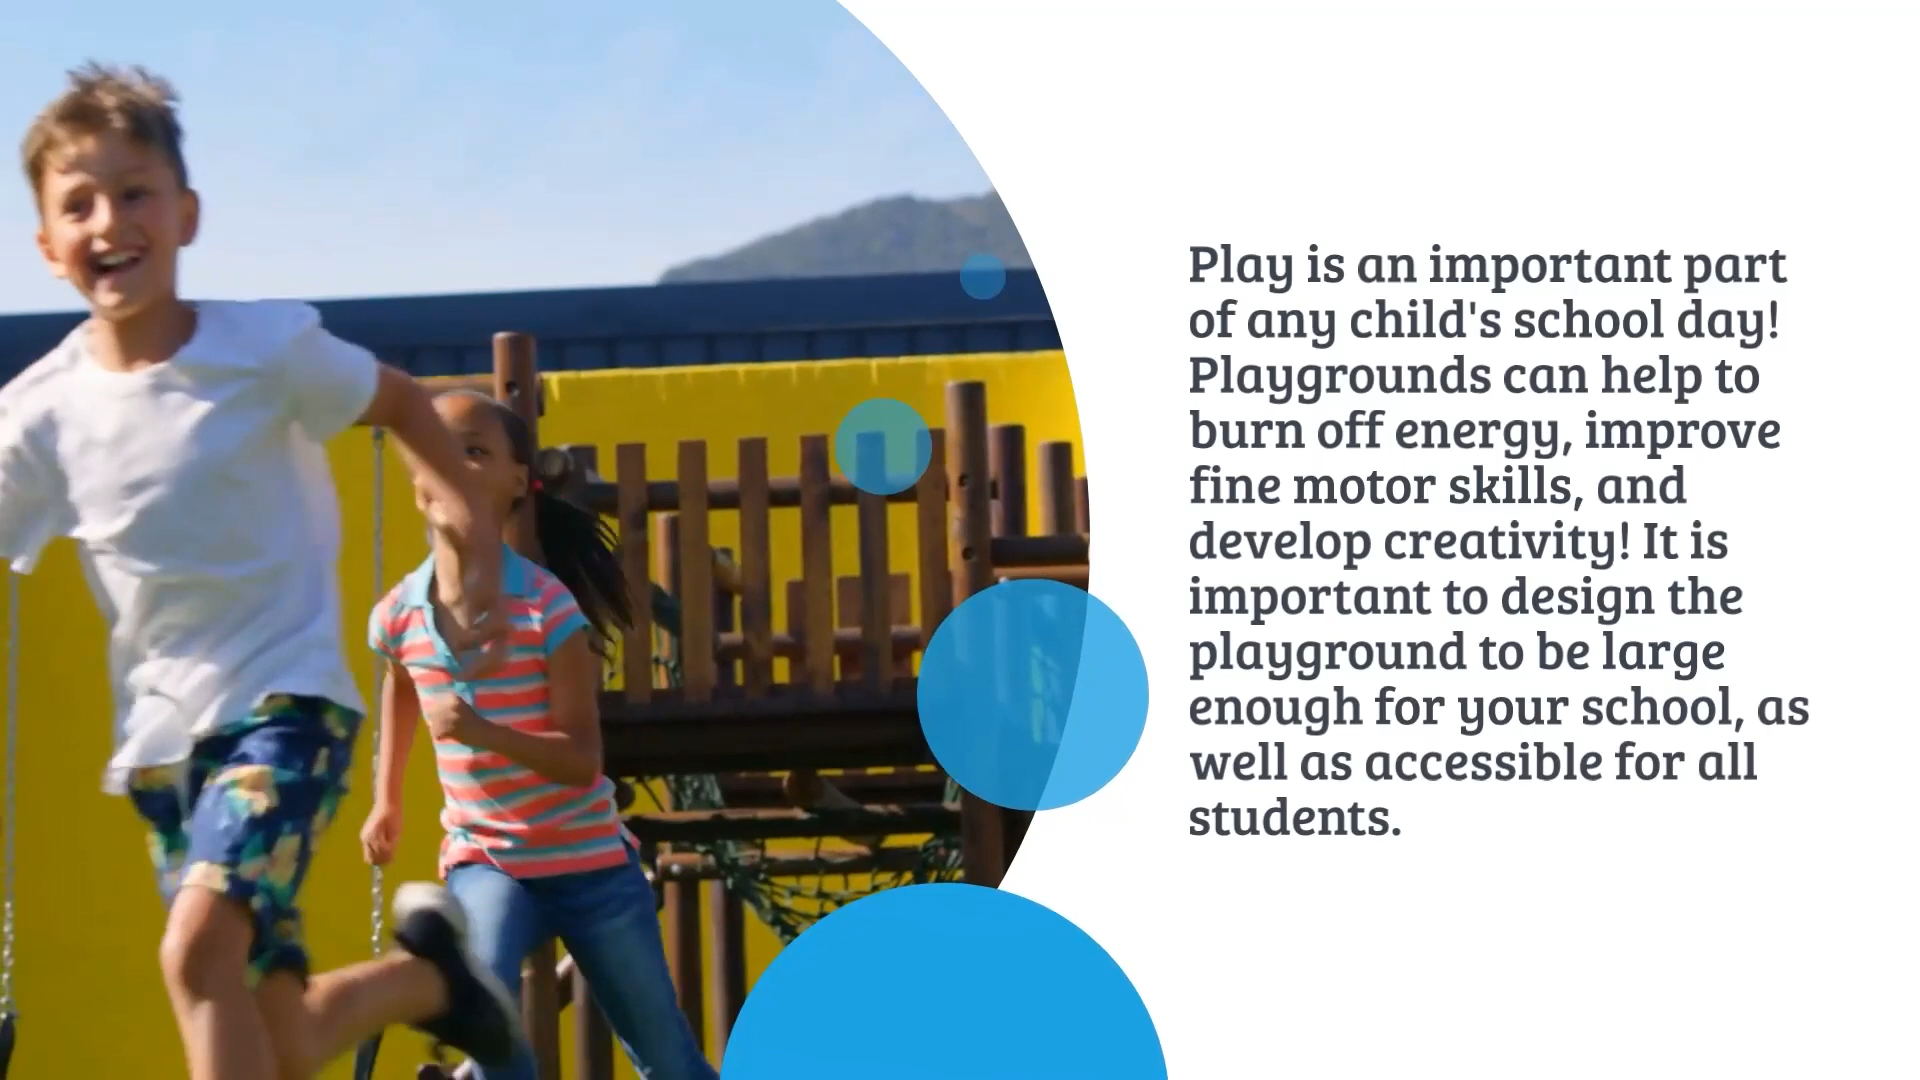 Play is an important part
of any child's school day!
Playgrounds can help to
burn off energy, improve
fine motor skills, and
develop creativity! It is
important to design the
playground to be large
enough for your school, as
well as accessible for all
students.